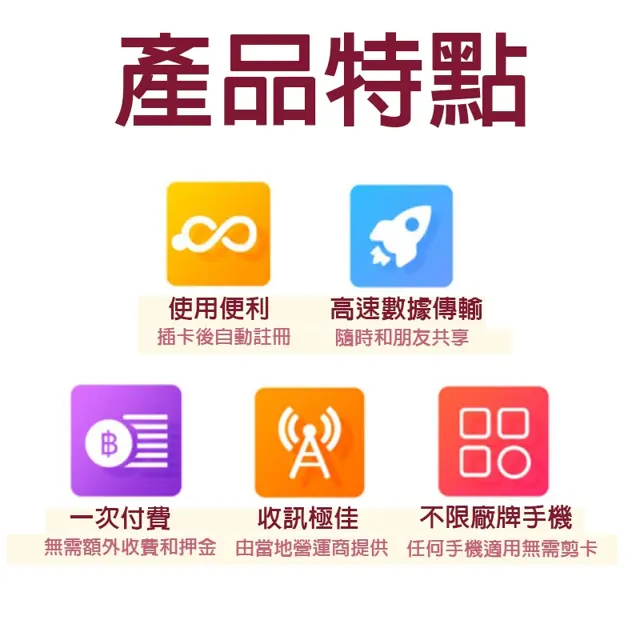 產品特點
使用便利
插卡後自動註冊
高速數據傳輸
隨時和朋友共享
฿
一次付費
無需額外收費和押金
收訊極佳
由當地營運商提供
不限廠牌手機
任何手機適用無需剪卡